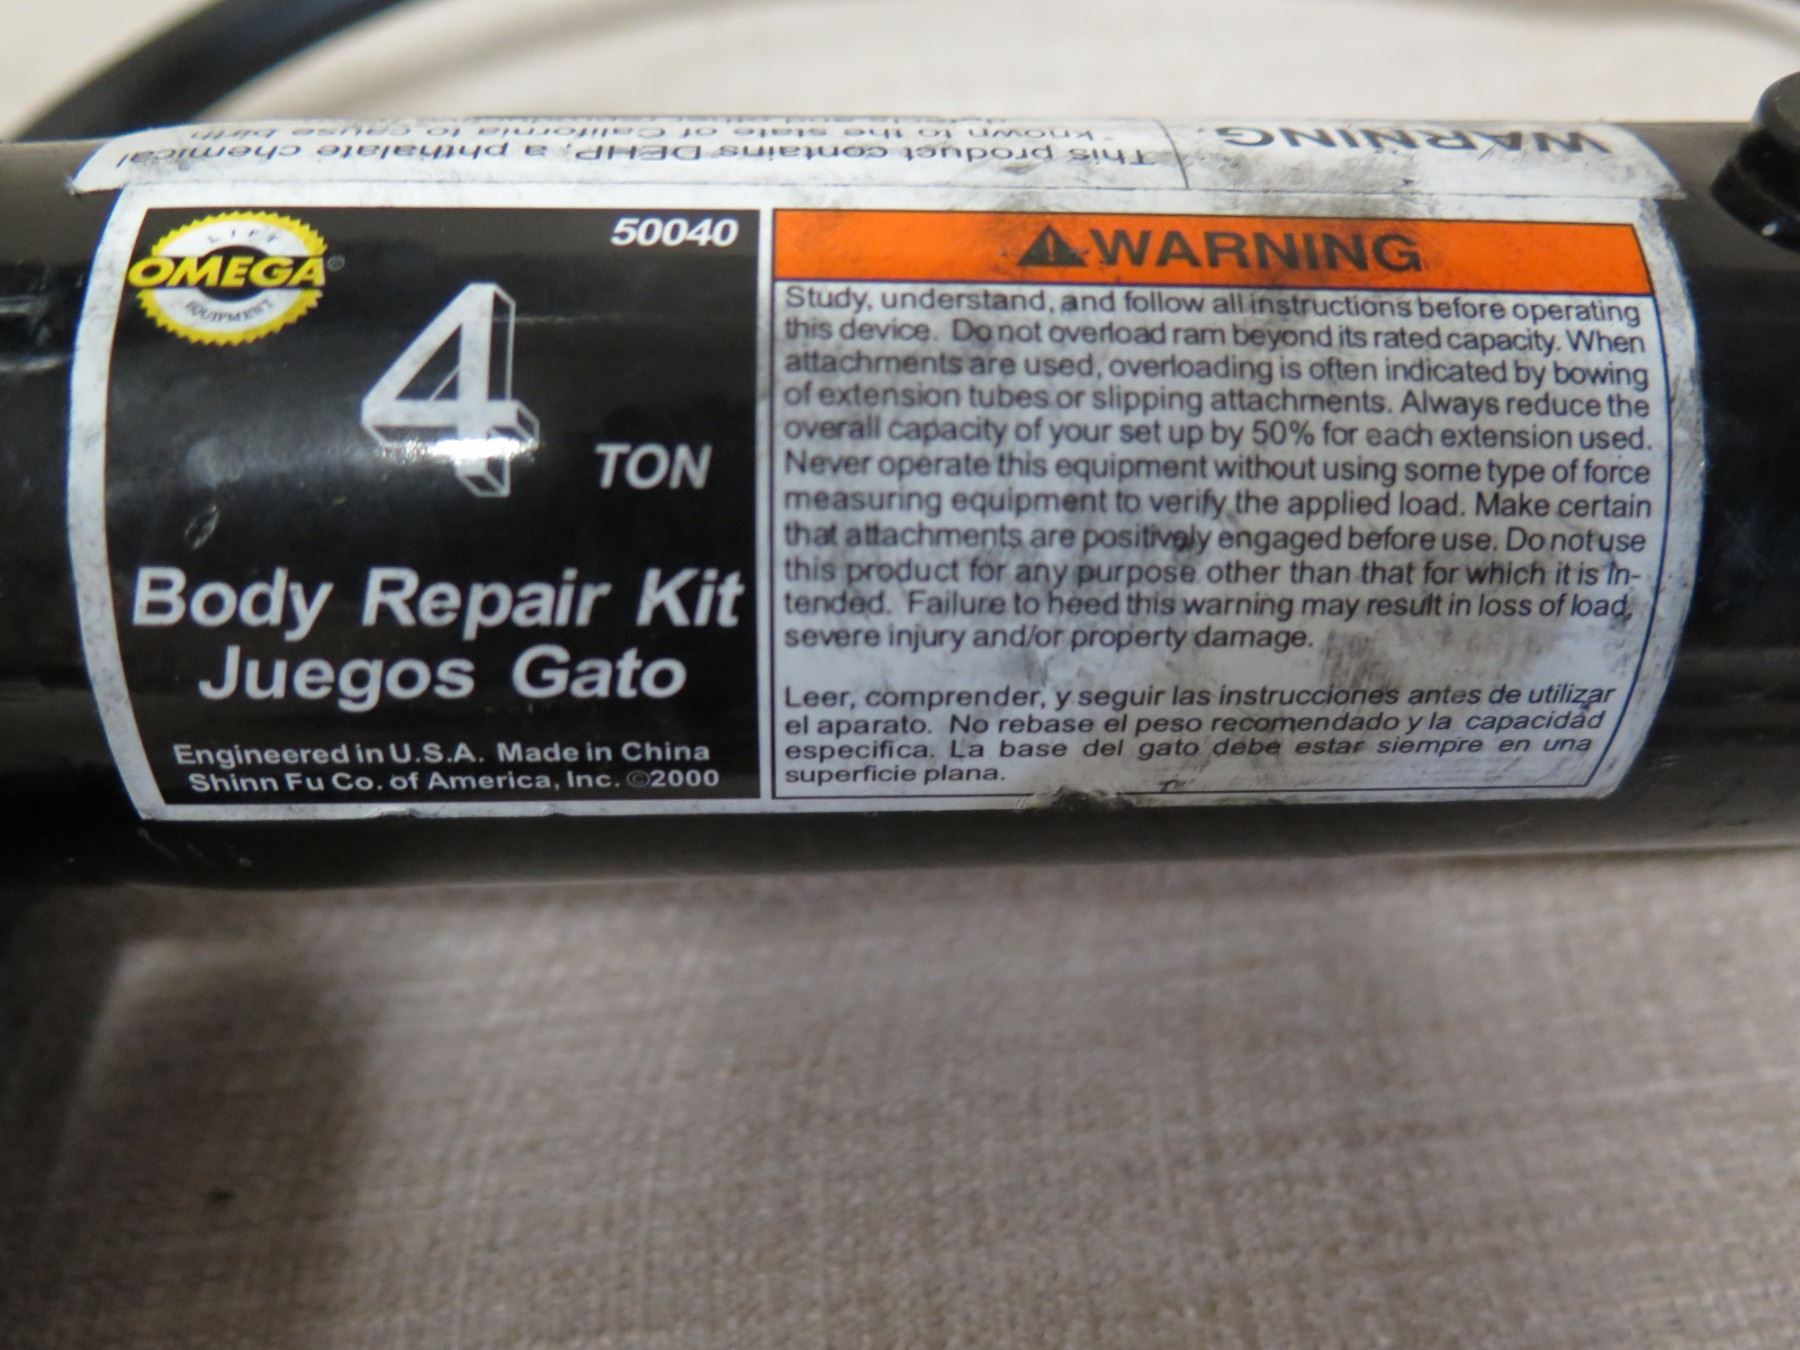 WARNING.
This product contains DEHP, a phthalate chemical
known to the state of California to cause birth
LIFT
OMEGA®
EQUIPMENT
50040
4
TON
Body Repair Kit
Juegos Gato
Engineered in U.S.A. Made in China
Shinn Fu Co. of America, Inc. ©2000
WARNING
Study, understand, and follow all instructions before operating
this device. Do not overload ram beyond its rated capacity. When
attachments are used, overloading is often indicated by bowing
of extension tubes or slipping attachments. Always reduce the
overall capacity of your set up by 50% for each extension used.
Never operate this equipment without using some type of force
measuring equipment to verify the applied load. Make certain
that attachments are positively engaged before use. Do not use
this product for any purpose other than that for which it is in-
tended. Failure to heed this warning may result in loss of load,
severe injury and/or property damage.
Leer, comprender, y seguir las instrucciones antes de utilizar
el aparato. No rebase el peso recomendado y la capacidad
especifica. La base del gato debe estar siempre en una
superficie plana.